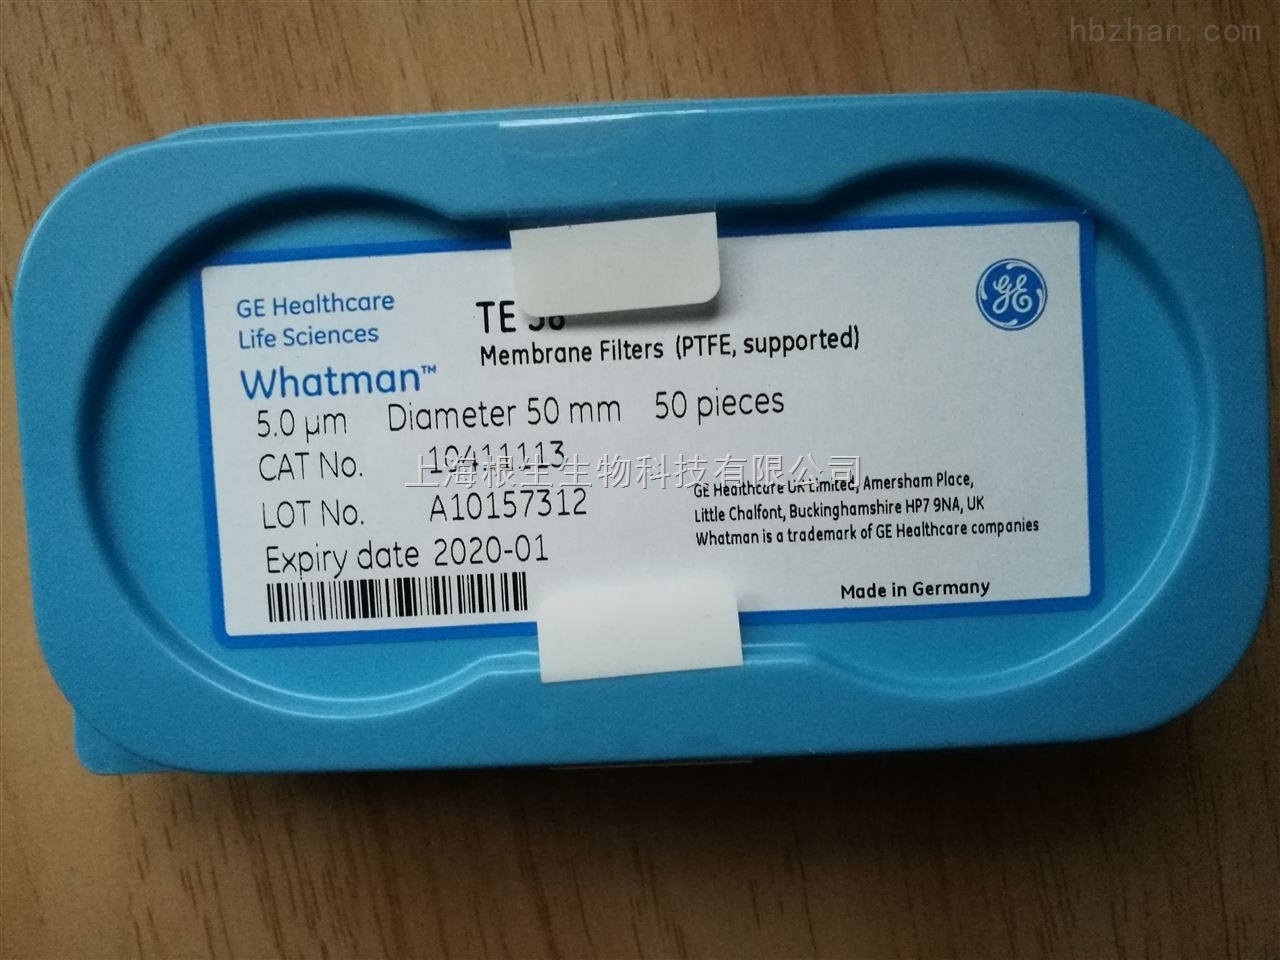 hbzhan.com
GE Healthcare
Life Sciences
Whatman™
TE 38
Membrane Filters (PTFE, supported)
GE
5.0 µm Diameter 50 mm 50 pieces
CAT No. 10411113
上海根生生物科技有限公司
LOT No. A10157312
Expiry date 2020-01
GE Healthcare UK Limited, Amersham Place,
Little Chalfont, Buckinghamshire HP7 9NA, UK
Whatman is a trademark of GE Healthcare companies
Made in Germany